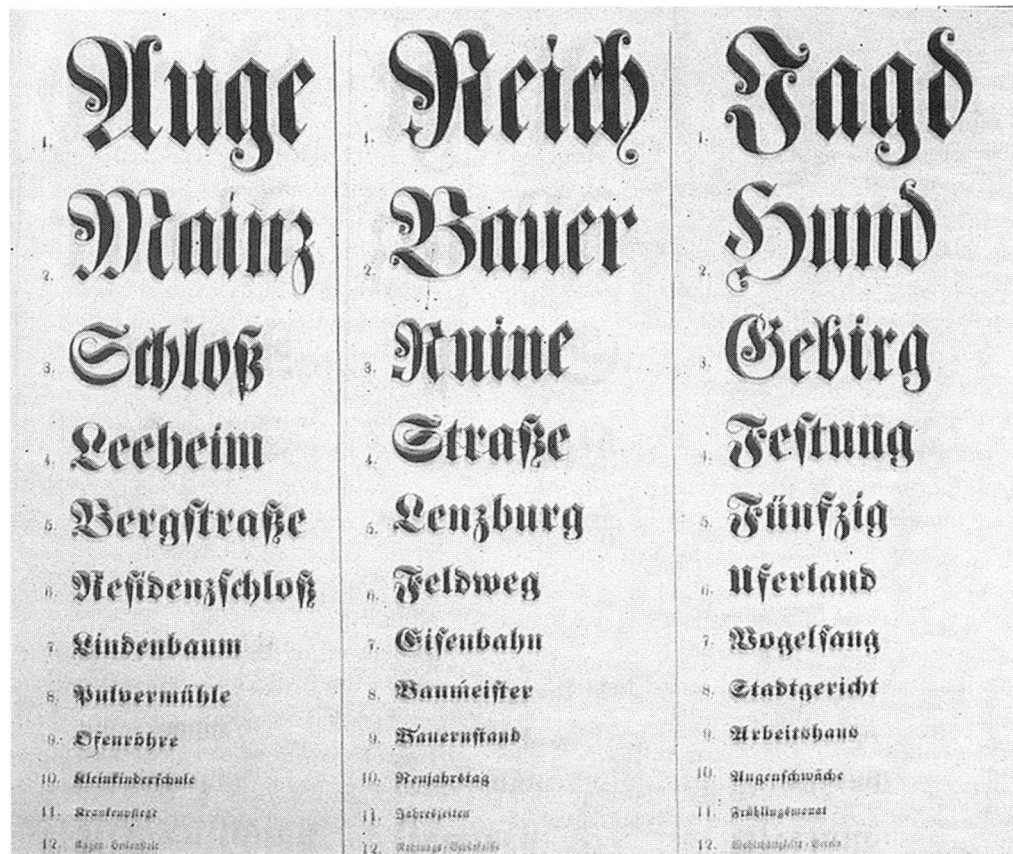 1. Auge
2. Mainz
3. Schloß
4. Leeheim
5. Bergstraße
6. Residenzschloß
7. Lindenbaum
8. Pulvermühle
9. Ofenröhre
10. Kleinkinderschule
11. Krankenpflege
12.
1. Reich
2. Bauer
3. Ruine
4. Straße
5. Lenzburg
6. Feldweg
7. Eisenbahn
8. Baumeister
9. Bauernstand
10. Neujahrstag
11. Jahreszeiten
12.
1. Jagd
2. Hund
3. Gebirg
4. Festung
5. Fünfzig
6. Uferland
7. Vogelsang
8. Stadtgericht
9. Arbeitshaus
10. Augenschwäche
11. Frühlingsmonat
12.